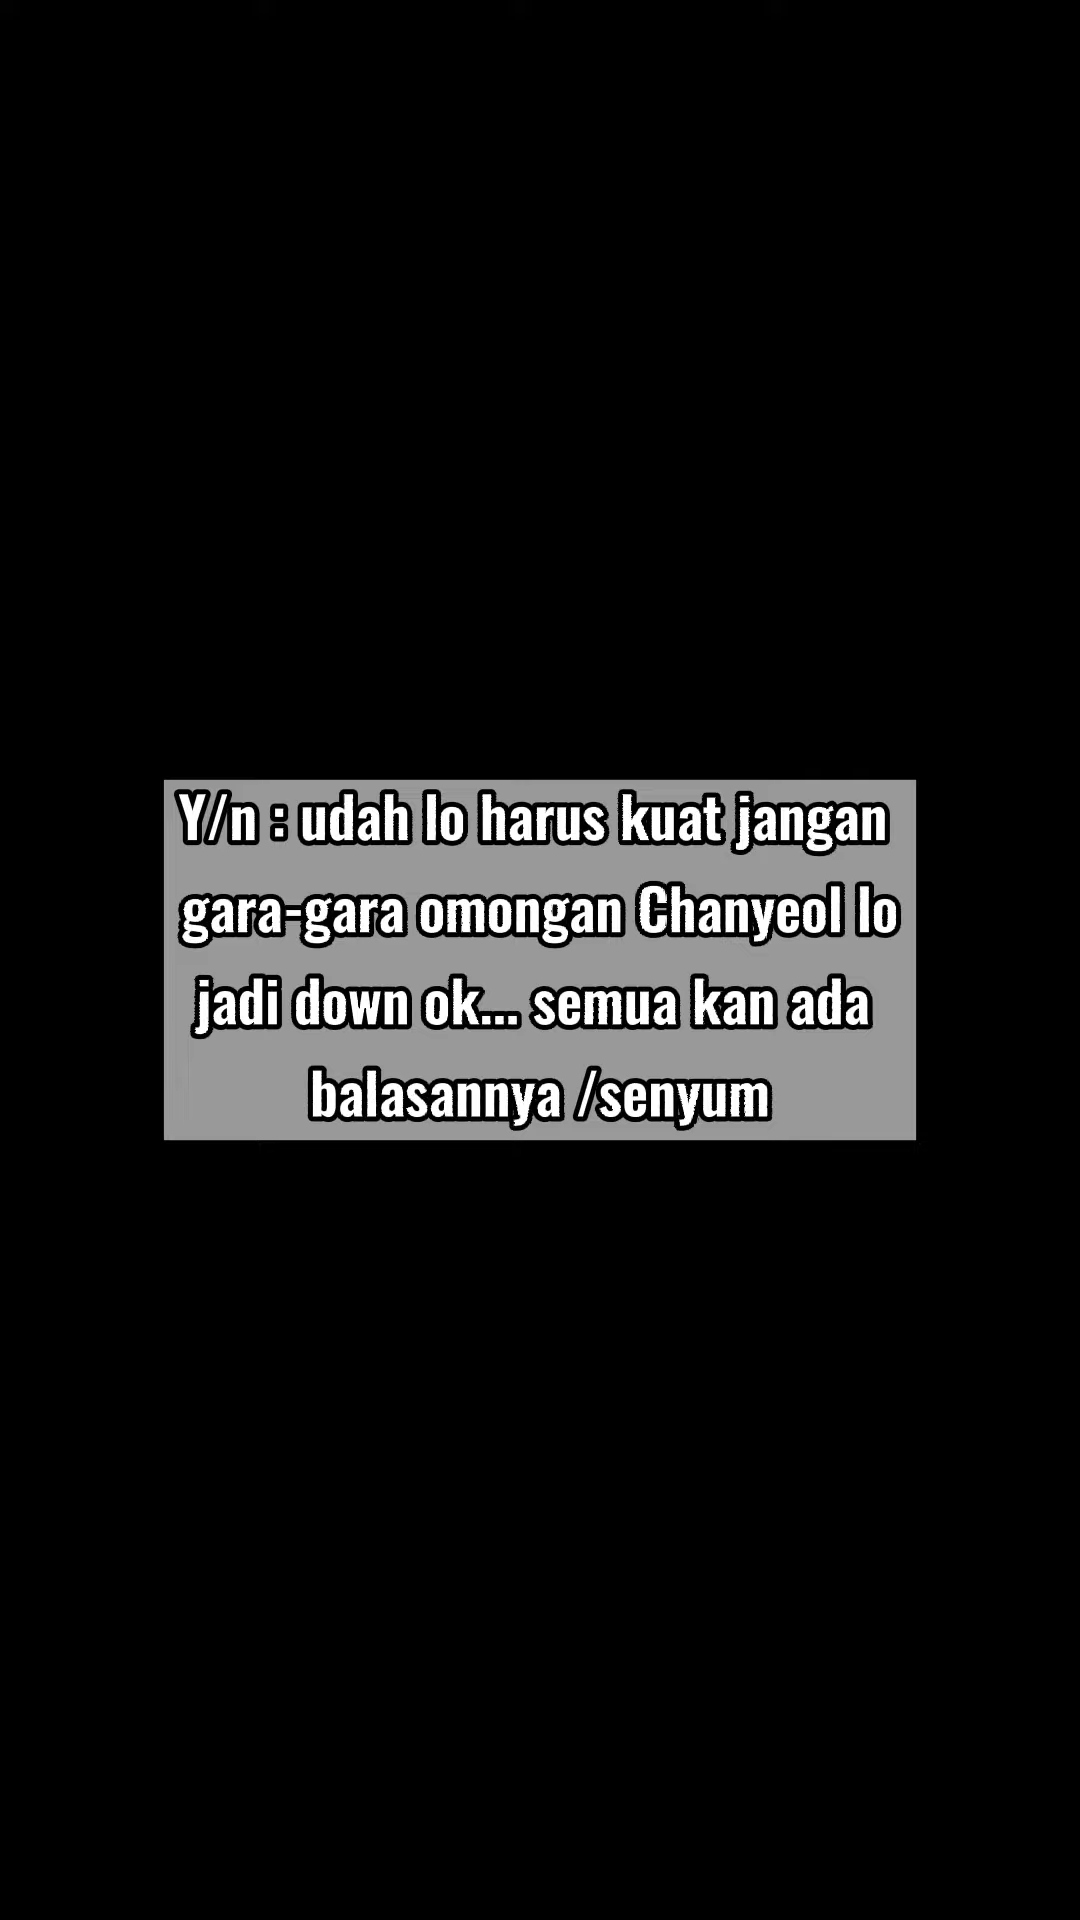 Y/n : udah lo harus kuat jangan
gara-gara omongan Chanyeol lo
jadi down ok... semua kan ada
balasannya /senyum